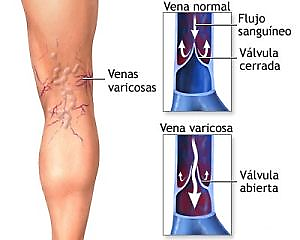 Vena normal
Flujo
sanguíneo
Válvula
cerrada
Venas
varicosas
Vena varicosa
Válvula
abierta